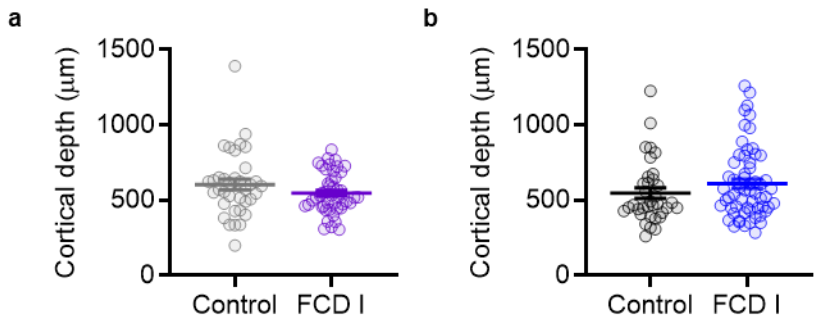 a
Cortical depth (μm)
1500
1000
500
0
Control
FCD I
b
Cortical depth (μm)
1500
1000
500
0
Control
FCD I